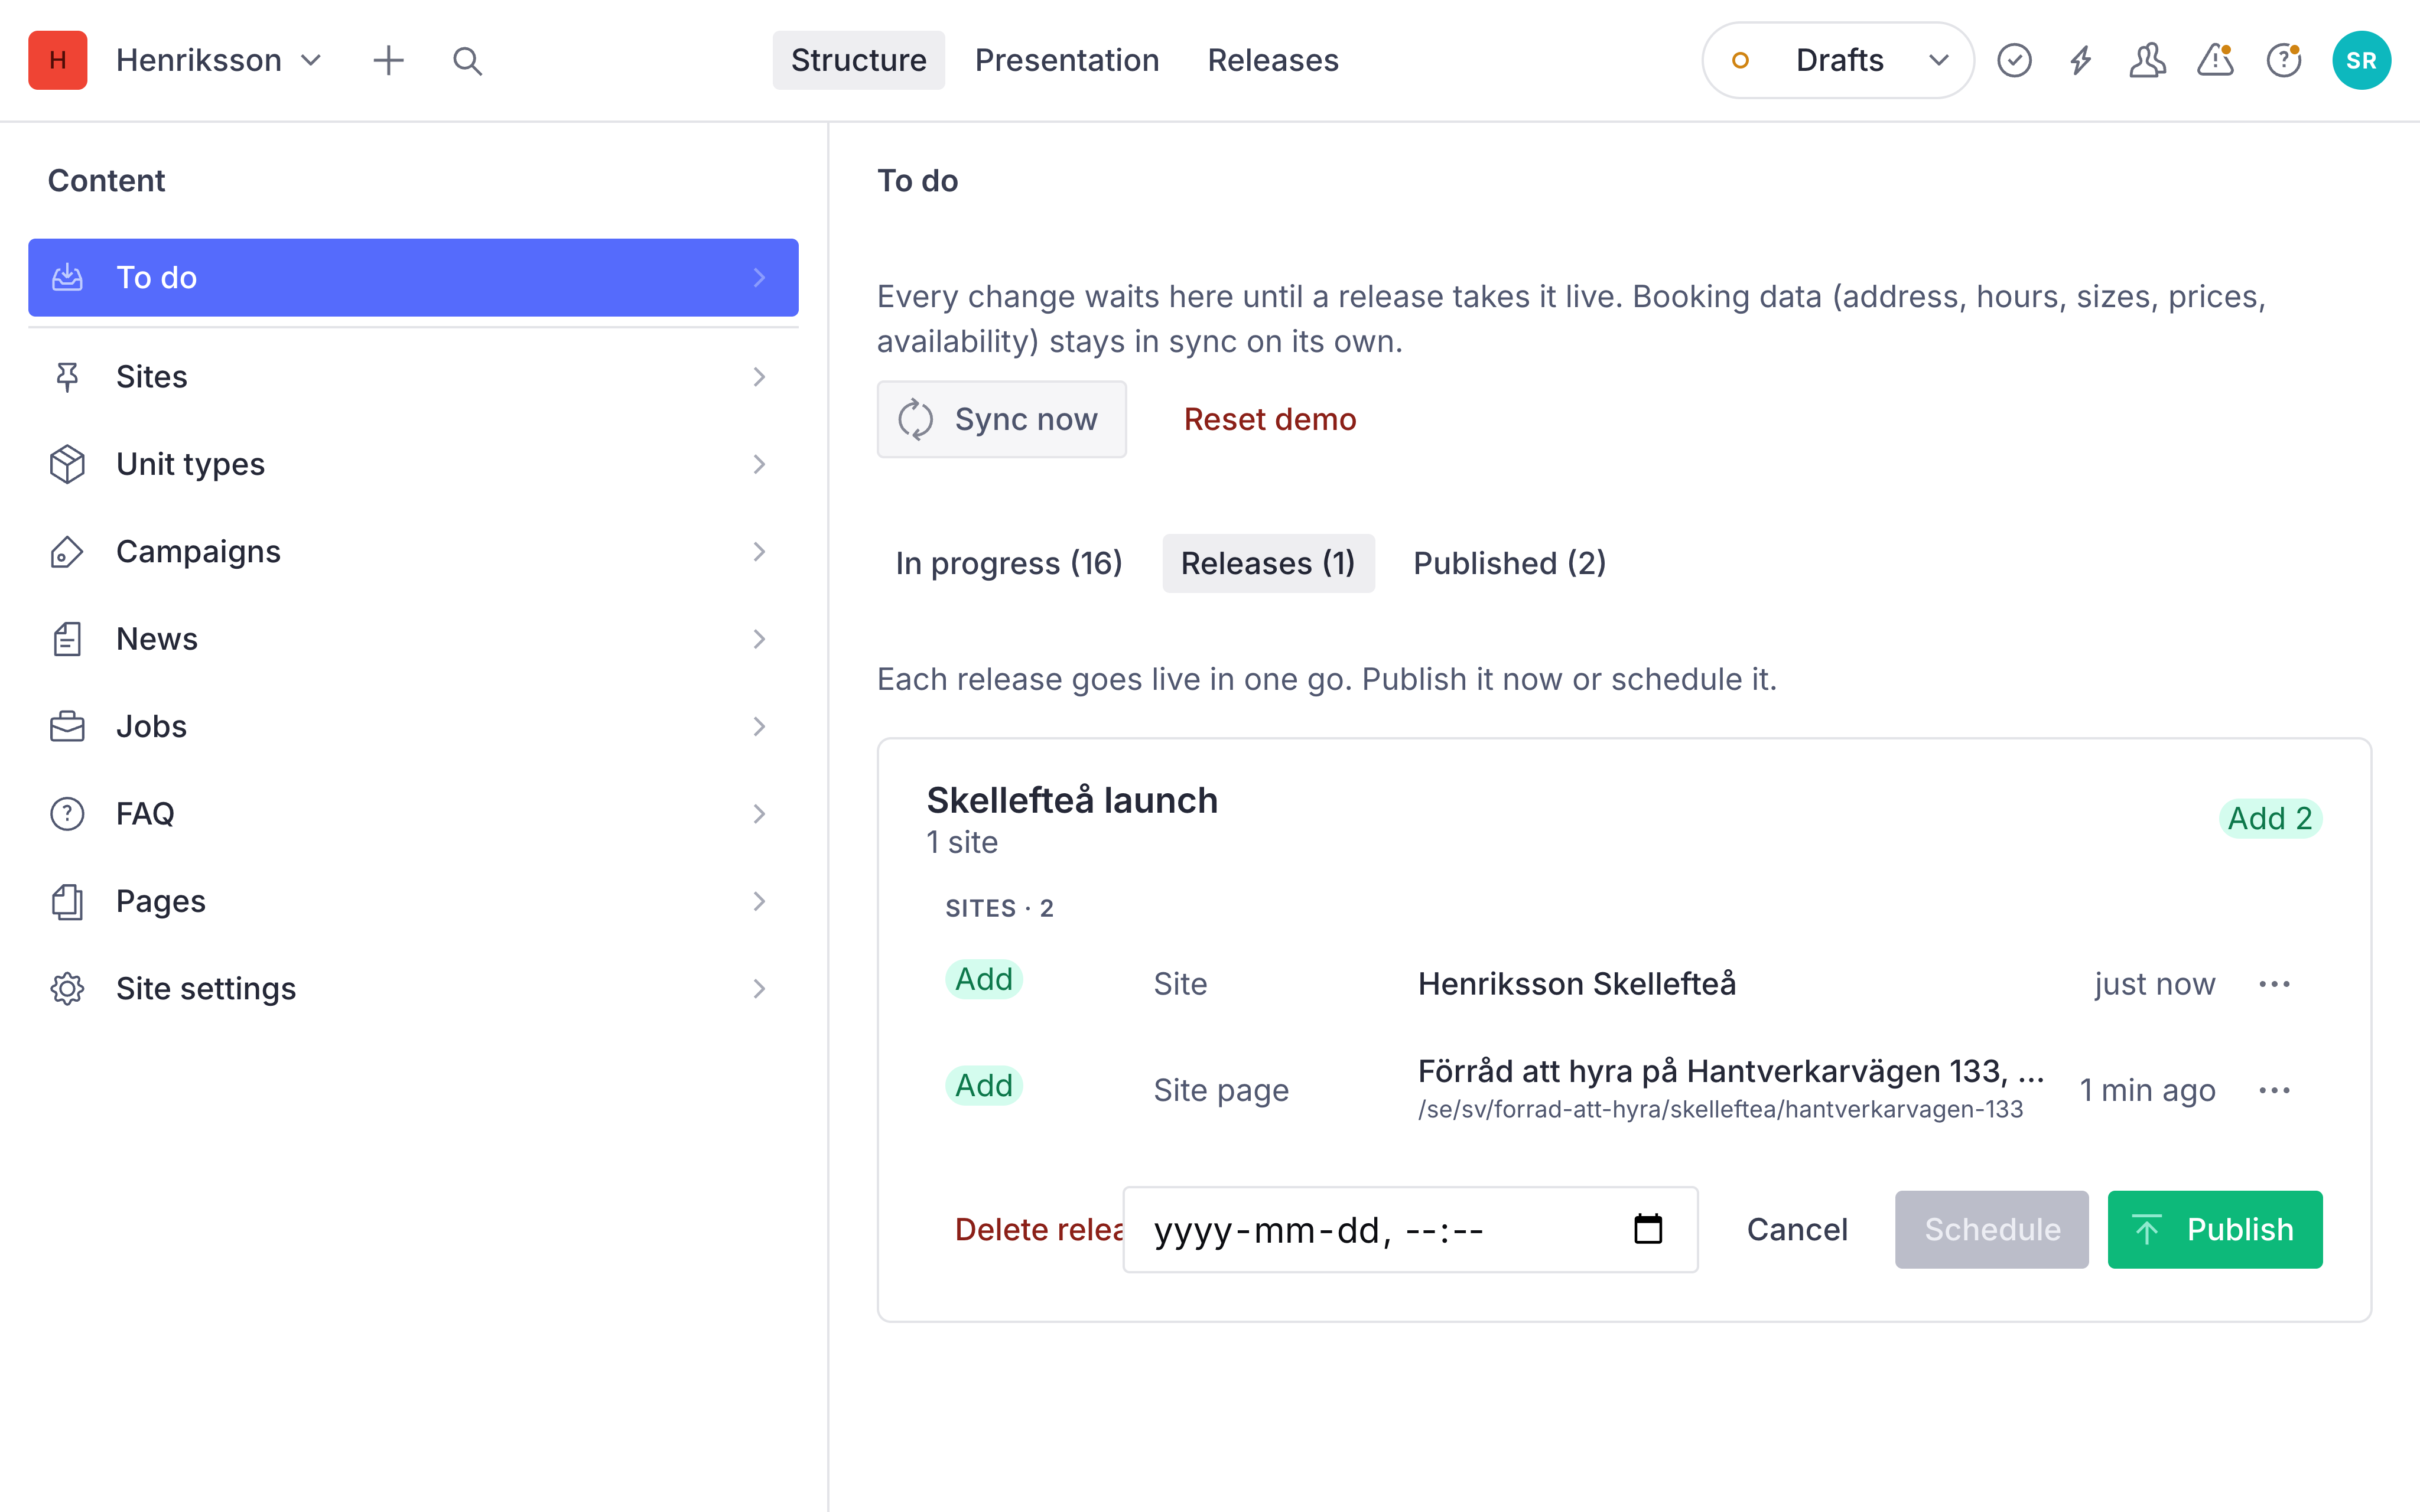 H Henriksson Structure Presentation Releases Drafts SR
Content
To do
Sites
Unit types
Campaigns
News
Jobs
FAQ
Pages
Site settings
To do
Every change waits here until a release takes it live. Booking data (address, hours, sizes, prices,
availability) stays in sync on its own.
Sync now Reset demo
In progress (16) Releases (1) Published (2)
Each release goes live in one go. Publish it now or schedule it.
Skellefteå launch
1 site
Add 2
SITES · 2
Add Site Henriksson Skellefteå just now
Add Site page Förråd att hyra på Hantverkarvägen 133, ... 1 min ago
/se/sv/forrad-att-hyra/skelleftea/hantverkarvagen-133
Delete relea yyyy-mm-dd, --:-- Cancel Schedule Publish